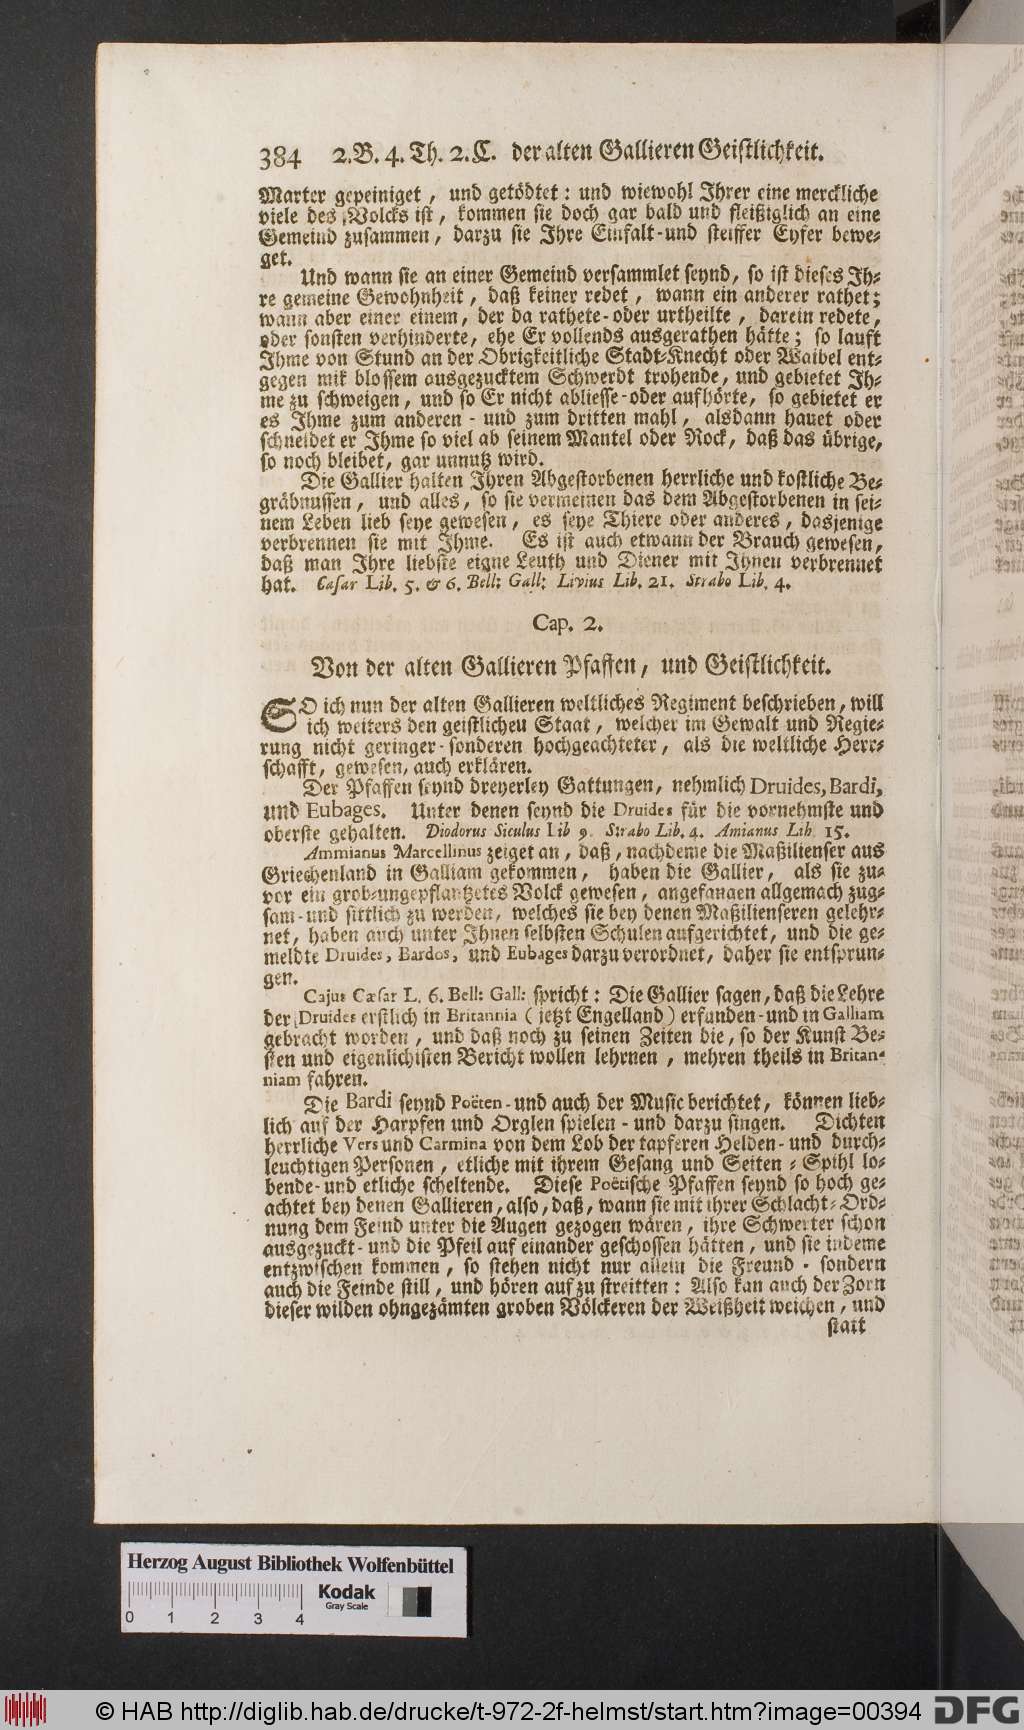 384 2.B. 4. Th. 2. C. der alten Gallieren Geistlichkeit.
Marter gepeiniget, und getödtet: und wiewohl Ihrer eine merckliche
viele des Volcks ist, kommen sie doch gar bald und fleißiglich an eine
Gemeind zusammen, darzu sie Ihre Einfalt-und steiffer Eyfer bewe-
get.
Und wann sie an einer Gemeind versammlet seynd, so ist dieses Ih-
re gemeine Gewohnheit, daß keiner redet, wann ein anderer rathet;
wann aber einer einem, der da rathete-oder urtheilte, darein redete,
oder sonsten verhinderte, ehe Er vollends ausgerathen hätte; so lauft
Ihme von Stund an der Obrigkeitliche Stadt-Knecht oder Waibel ent-
gegen mit blossem ausgezucktem Schwerdt trohende, und gebietet Ih-
me zu schweigen, und so Er nicht abliesse-oder aufhörte, so gebietet er
es Ihme zum anderen - und zum dritten mahl, alsdann hauet oder
schneidet er Ihme so viel ab seinem Mantel oder Rock, daß das übrige,
so noch bleibet, gar unnutz wird.
Die Gallier halten Ihren Abgestorbenen herrliche und kostliche Be-
gräbnussen, und alles, so sie vermeinen das dem Abgestorbenen in sei-
nem Leben lieb seye gewesen, es seye Thiere oder anderes, dasjenige
verbrennen sie mit Ihme. Es ist auch etwann der Brauch gewesen,
daß man Ihre liebste eigne Leuth und Diener mit Ihnen verbrennet
hat. Cæsar Lib. 5. & 6. Bell: Gall: Livius Lib. 21. Strabo Lib. 4.
Cap. 2.
Von der alten Gallieren Pfaffen, und Geistlichkeit.
SO ich nun der alten Gallieren weltliches Regiment beschrieben, will
ich weiters den geistlichen Staat, welcher im Gewalt und Regie-
rung nicht geringer-sonderen hochgeachteter, als die weltliche Herr-
schafft, gewesen, auch erklären.
Der Pfaffen seynd dreyerley Gattungen, nehmlich Druides, Bardi,
und Eubages. Unter denen seynd die Druides für die vornehmste und
oberste gehalten. Diodorus Siculus Lib 9. Strabo Lib. 4. Amianus Lib. 15.
Ammianus Marcellinus zeiget an, daß, nachdeme die Maßilienser aus
Griechenland in Galliam gekommen, haben die Gallier, als sie zu-
vor ein grob-ungepflantzetes Volck gewesen, angefangen allgemach zug-
sam-und sittlich zu werden, welches sie bey denen Maßilienseren gelehr-
net, haben auch unter Ihnen selbsten Schulen aufgerichtet, und die ge-
meldte Druides, Bardos, und Eubages darzu verordnet, daher sie entsprun-
gen.
Cajus Cæsar L. 6. Bell: Gall: spricht: Die Gallier sagen, daß die Lehre
der Druides erstlich in Britannia (jetzt Engelland) erfunden-und in Galliam
gebracht worden, und daß noch zu seinen Zeiten die, so der Kunst Be-
sten und eigenlichisten Bericht wollen lehrnen, mehren theils in Britan-
niam fahren.
Die Bardi seynd Poëten-und auch der Music berichtet, können lieb-
lich auf der Harpfen und Orglen spielen - und darzu singen. Dichten
herrliche Vers und Carmina von dem Lob der tapferen Helden-und durch-
leuchtigen Personen, etliche mit ihrem Gesang und Seiten-Spihl lo-
bende-und etliche scheltende. Diese Poëtische Pfaffen seynd so hoch ge-
achtet bey denen Gallieren, also, daß, wann sie mit ihrer Schlacht-Ord-
nung dem Feind unter die Augen gezogen wären, ihre Schwerter schon
ausgezuckt-und die Pfeil auf einander geschossen hätten, und sie indeme
entzwischen kommen, so stehen nicht nur allein die Freund - sondern
auch die Feinde still, und hören auf zu streitten: Also kan auch der Zorn
dieser wilden ohngezämten groben Völckeren der Weißheit weichen, und
statt
Herzog August Bibliothek Wolfenbüttel
Kodak
Gray Scale
0 1 2 3 4
© HAB http://diglib.hab.de/drucke/t-972-2f-helmst/start.htm?image=00394
DFG